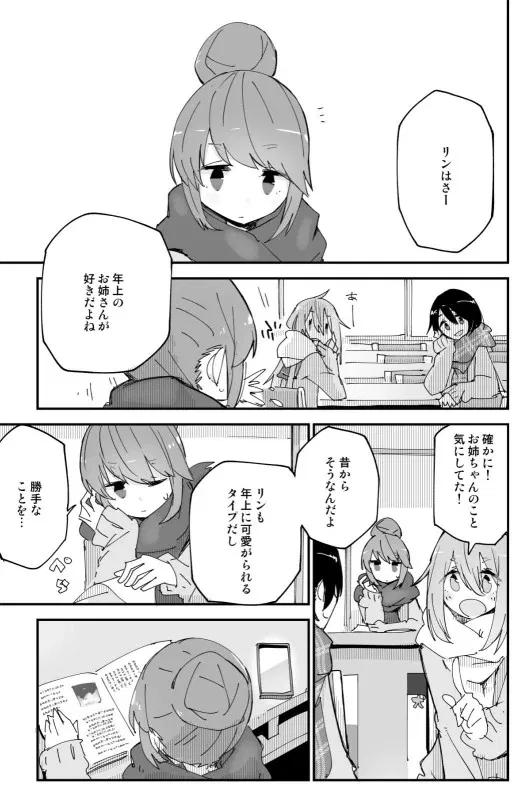 リンはさー
年上の
お姉さんが
好きだよね
あー
確かに！
お姉ちゃんのこと
気にしてた！
昔から
そうなんだよ
リンも
年上に可愛がられる
タイプだし
勝手な
ことを…